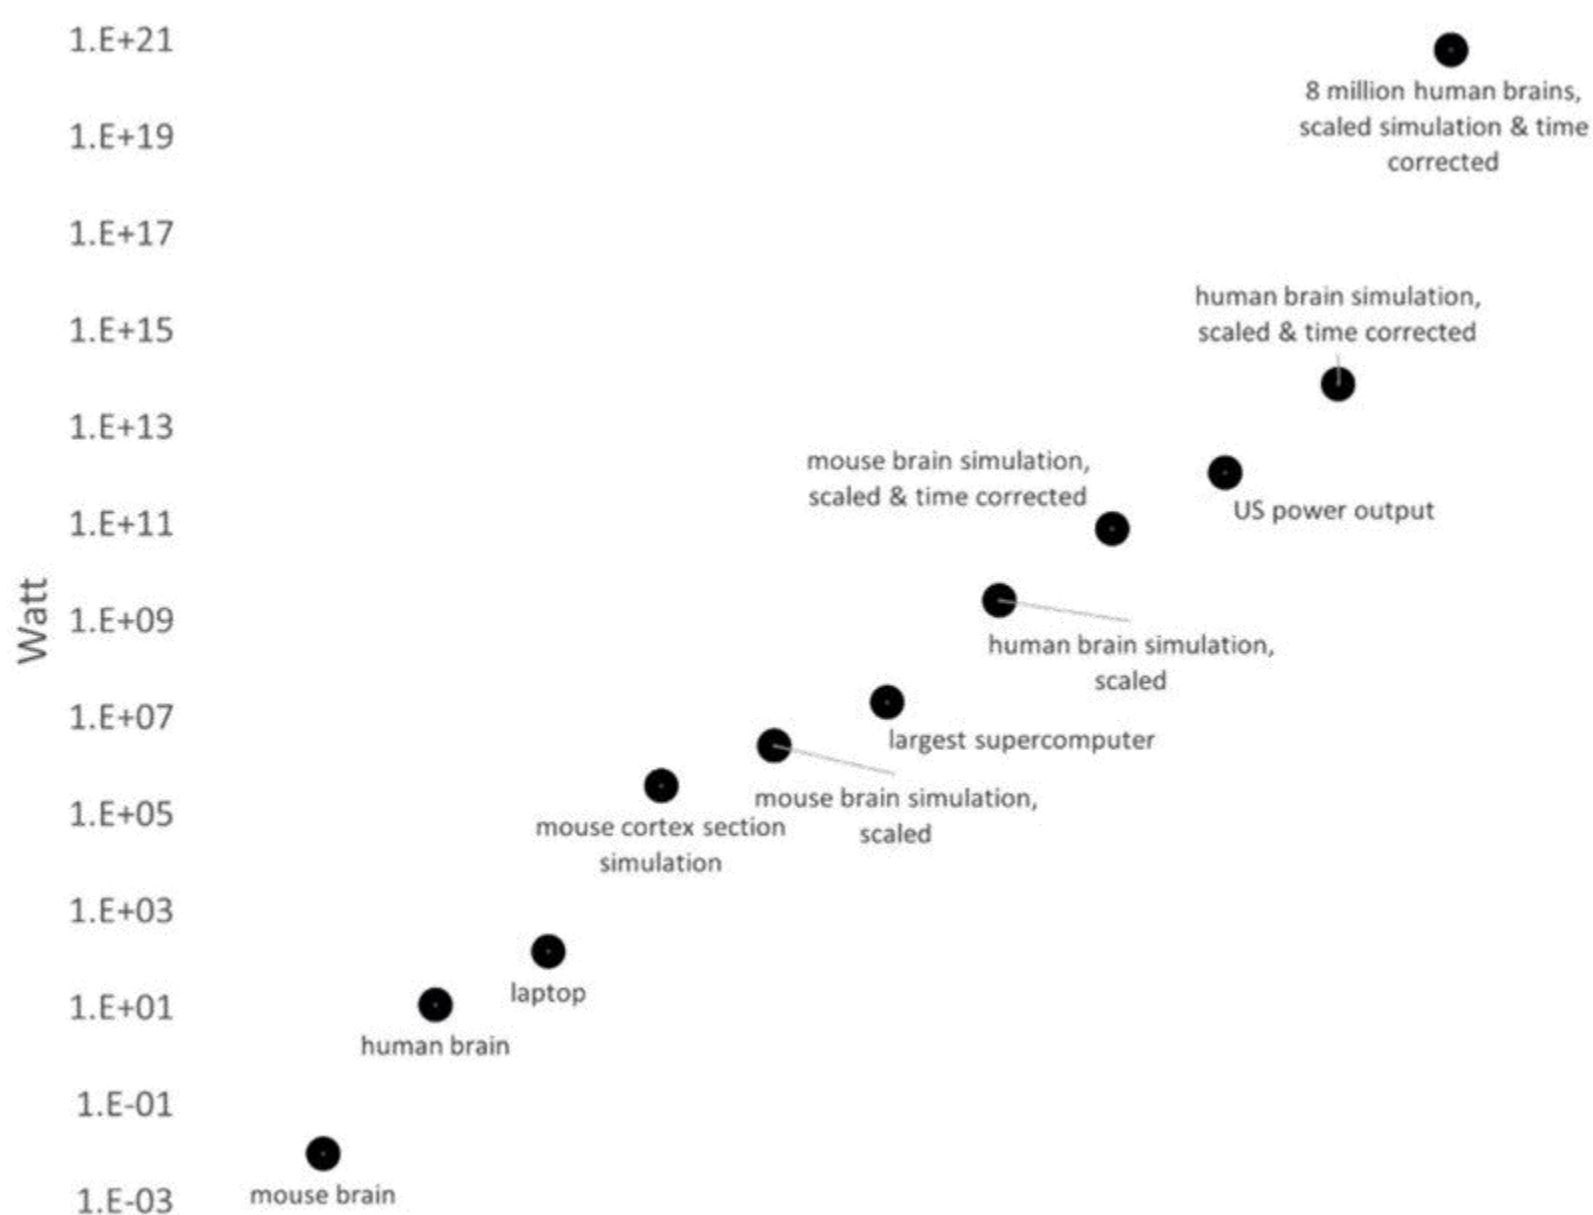 1.E+21
8 million human brains,
scaled simulation & time
corrected
1.E+19
1.E+17
human brain simulation,
scaled & time corrected
1.E+15
1.E+13
mouse brain simulation,
scaled & time corrected
US power output
1.E+11
Watt
1.E+09
human brain simulation,
scaled
1.E+07
largest supercomputer
mouse brain simulation,
scaled
1.E+05
mouse cortex section
simulation
1.E+03
laptop
1.E+01
human brain
1.E-01
mouse brain
1.E-03